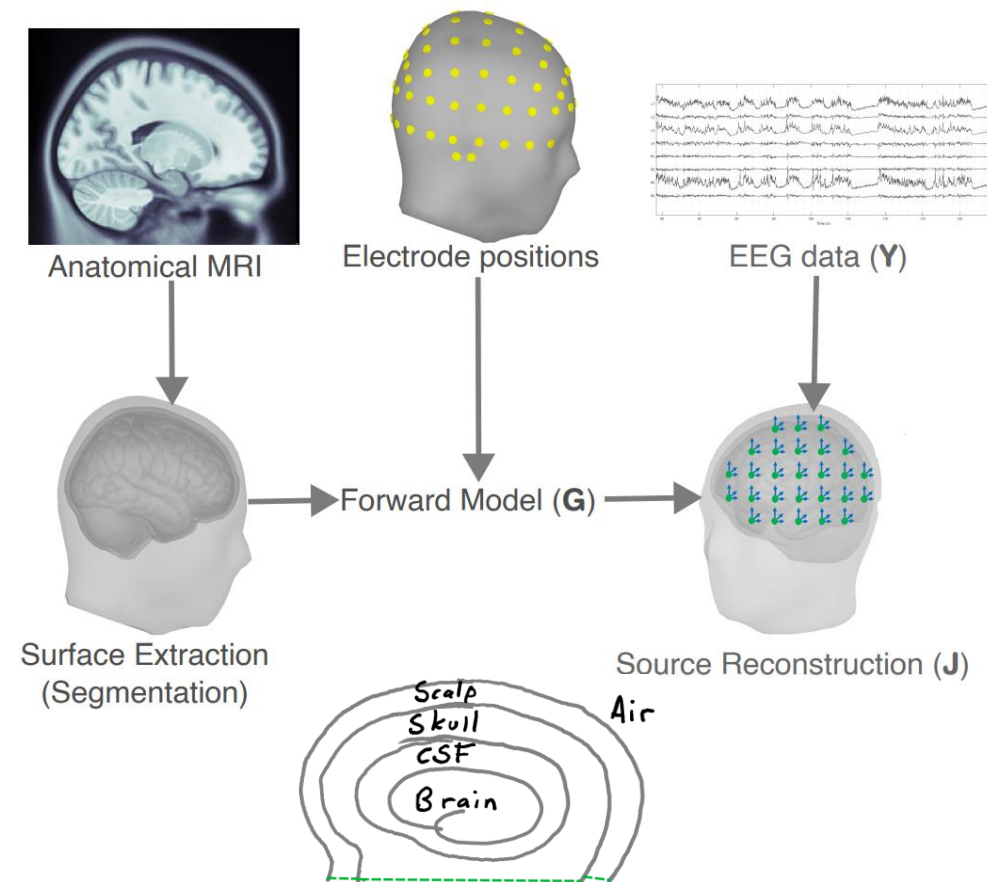 Anatomical MRI
Electrode positions
EEG data (Y)
Forward Model (G)
Surface Extraction
(Segmentation)
Source Reconstruction (J)
Scalp
Air
Skull
CSF
Brain